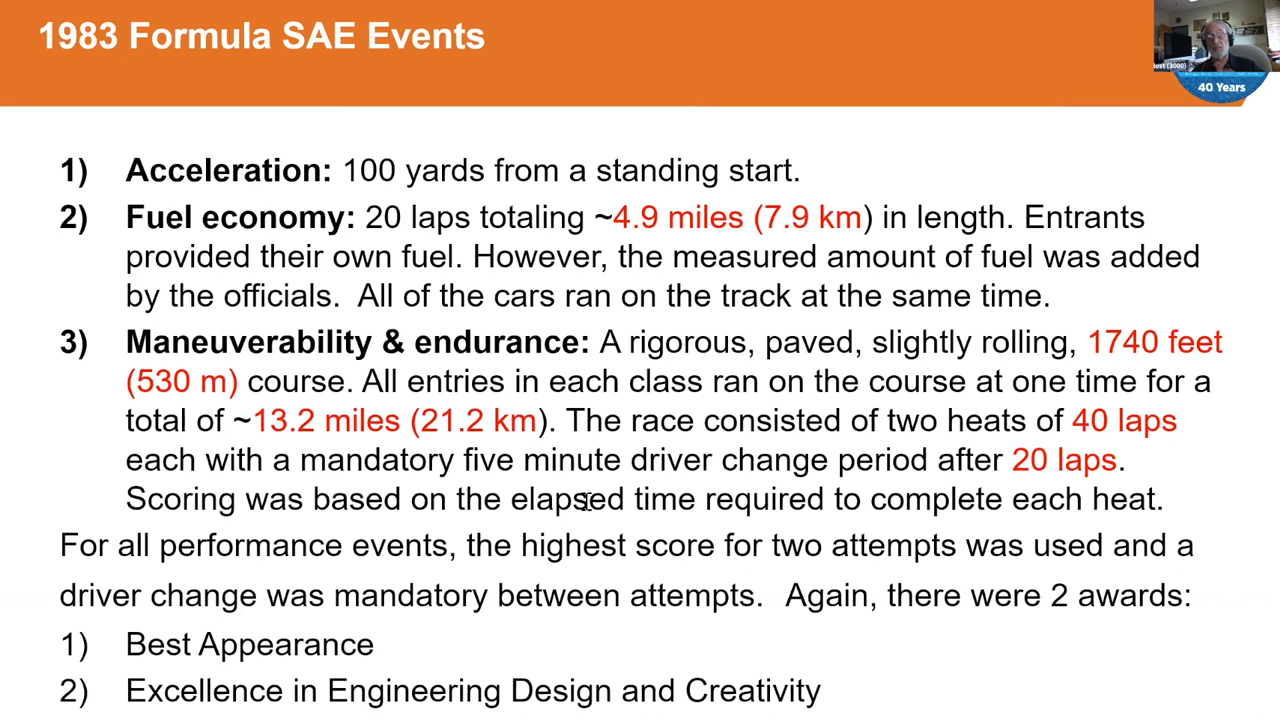 1983 Formula SAE Events
ost (3000)
40 Years
1) Acceleration: 100 yards from a standing start.
2) Fuel economy: 20 laps totaling ~4.9 miles (7.9 km) in length. Entrants
provided their own fuel. However, the measured amount of fuel was added
by the officials. All of the cars ran on the track at the same time.
3) Maneuverability & endurance: A rigorous, paved, slightly rolling, 1740 feet
(530 m) course. All entries in each class ran on the course at one time for a
total of ~13.2 miles (21.2 km). The race consisted of two heats of 40 laps
each with a mandatory five minute driver change period after 20 laps.
Scoring was based on the elapsed time required to complete each heat.
For all performance events, the highest score for two attempts was used and a
driver change was mandatory between attempts. Again, there were 2 awards:
1) Best Appearance
2) Excellence in Engineering Design and Creativity